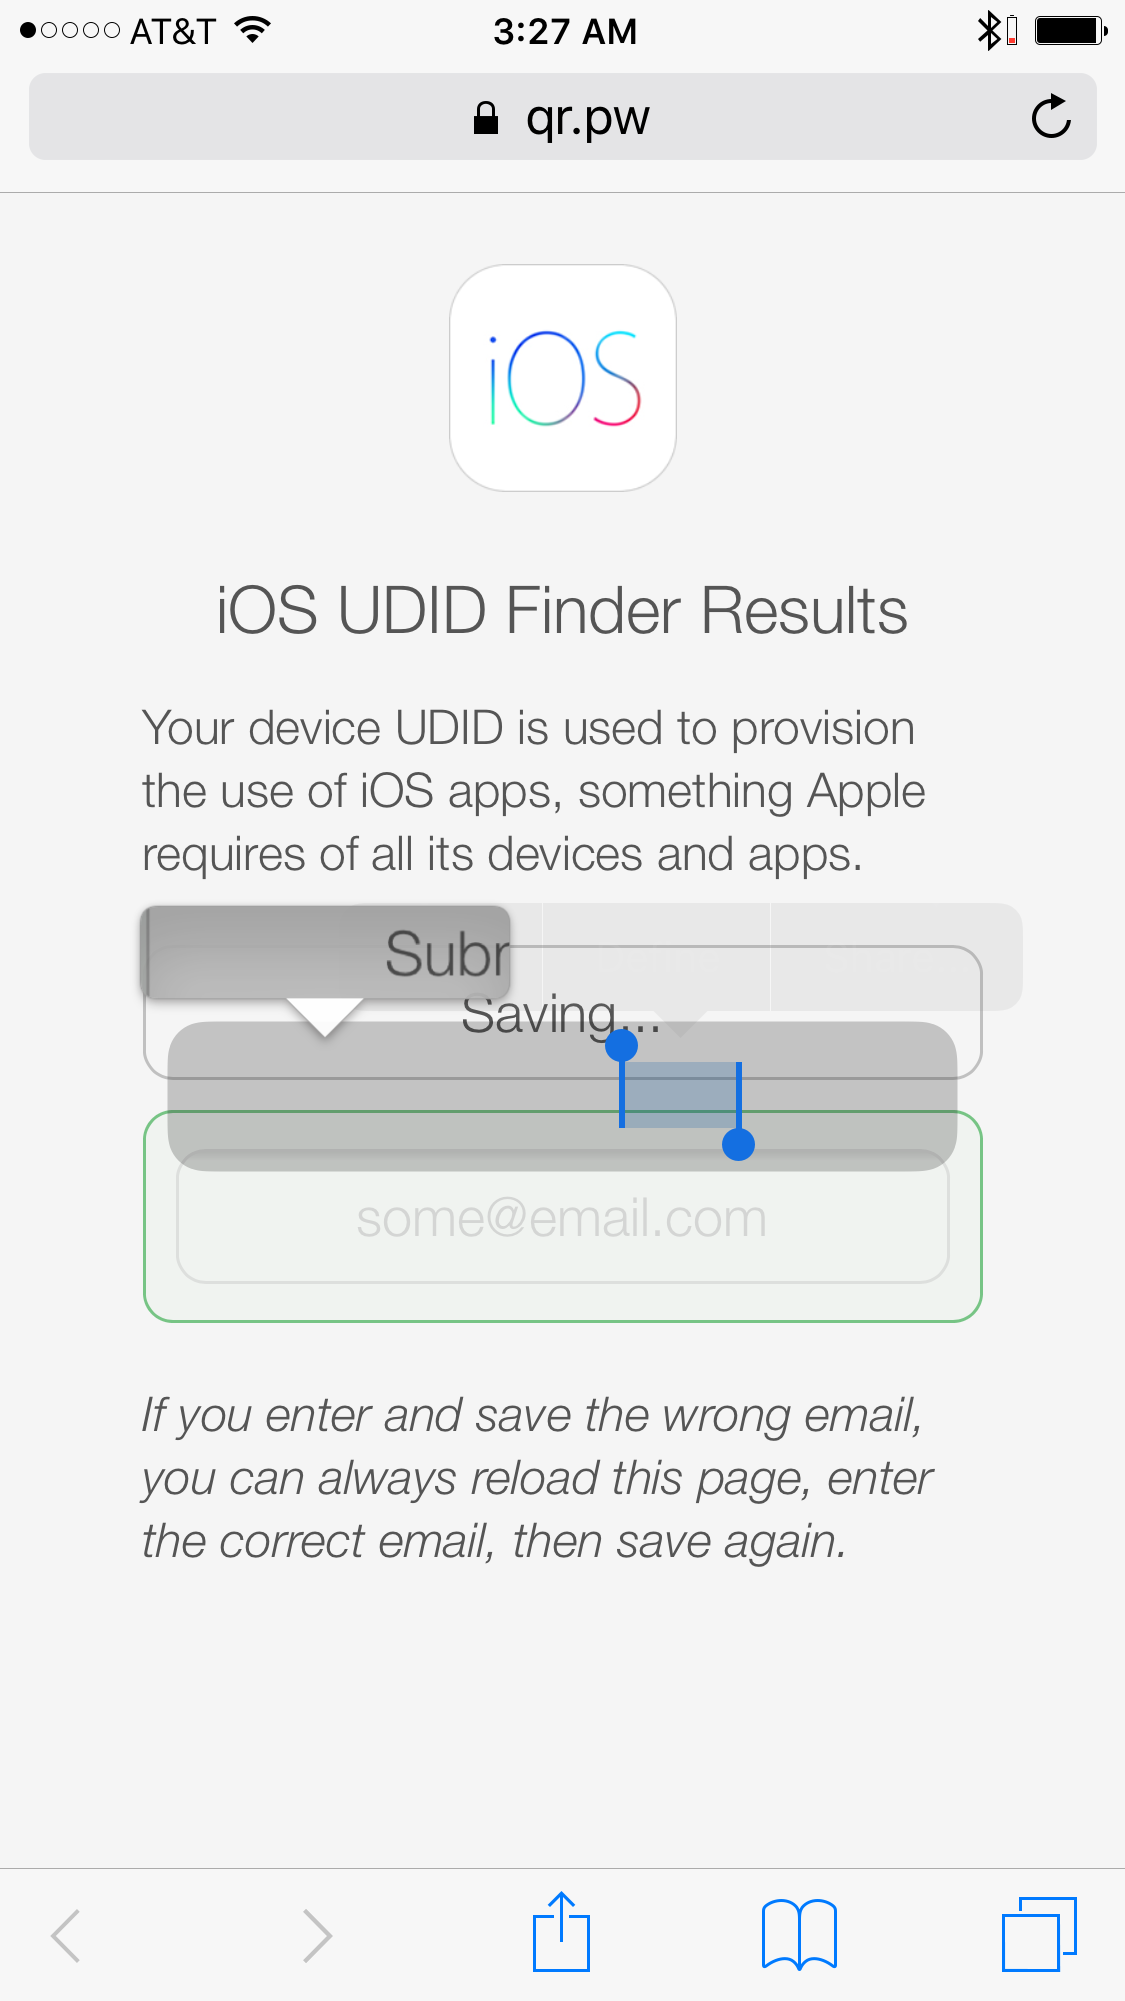 AT&T
3:27 AM
qr.pw
iOS
iOS UDID Finder Results
Your device UDID is used to provision
the use of iOS apps, something Apple
requires of all its devices and apps.
Subr
Saving...
some@email.com
If you enter and save the wrong email,
you can always reload this page, enter
the correct email, then save again.